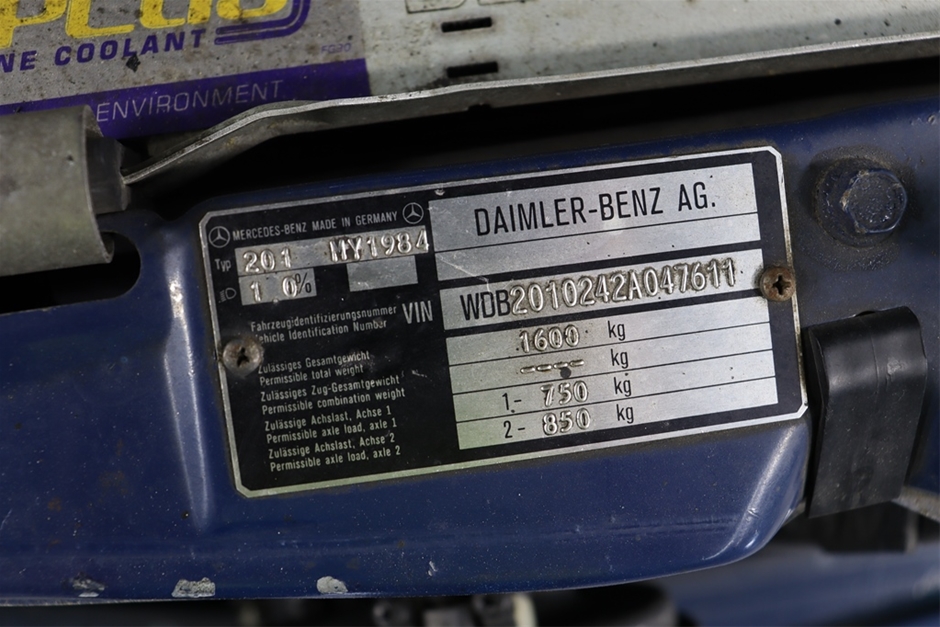 PLUS
NE COOLANT
ENVIRONMENT
MERCEDES-BENZ MADE IN GERMANY
DAIMLER-BENZ AG.
Typ 201 MY1984
1 0%
Fahrzeugidentifizierungsnummer
Vehicle Identification Number
VIN WDB2010242A047611
Zulässiges Gesamtgewicht
Permissible total weight
1600 kg
Zulässiges Zug-Gesamtgewicht
Permissible combination weight
---- kg
Zulässige Achslast, Achse 1
Permissible axle load, axle 1
1- 750 kg
Zulässige Achslast, Achse 2
Permissible axle load, axle 2
2- 850 kg